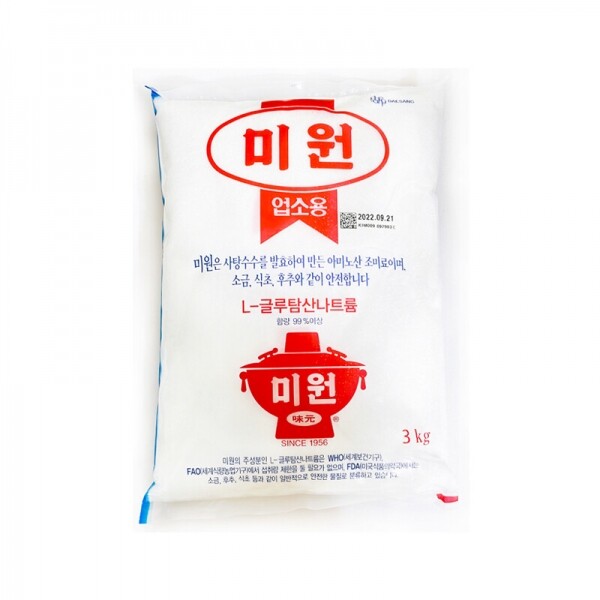 DAESANG
미원
업소용
2022.09.21
미원은 사탕수수를 발효하여 만든 아미노산 조미료이며,
소금, 식초, 후추와 같이 안전합니다
L-글루탐산나트륨
함량 99%이상
미원
味元
®
SINCE 1956
3kg
미원의 주성분인 L-글루탐산나트륨은 WHO(세계보건기구),
FAO(세계식량농업기구)에서 섭취량 제한을 둘 필요가 없으며, FDA(미국식품의약국)에서는
소금, 후추, 식초 등과 같이 일반적으로 안전한 물질로 분류하고